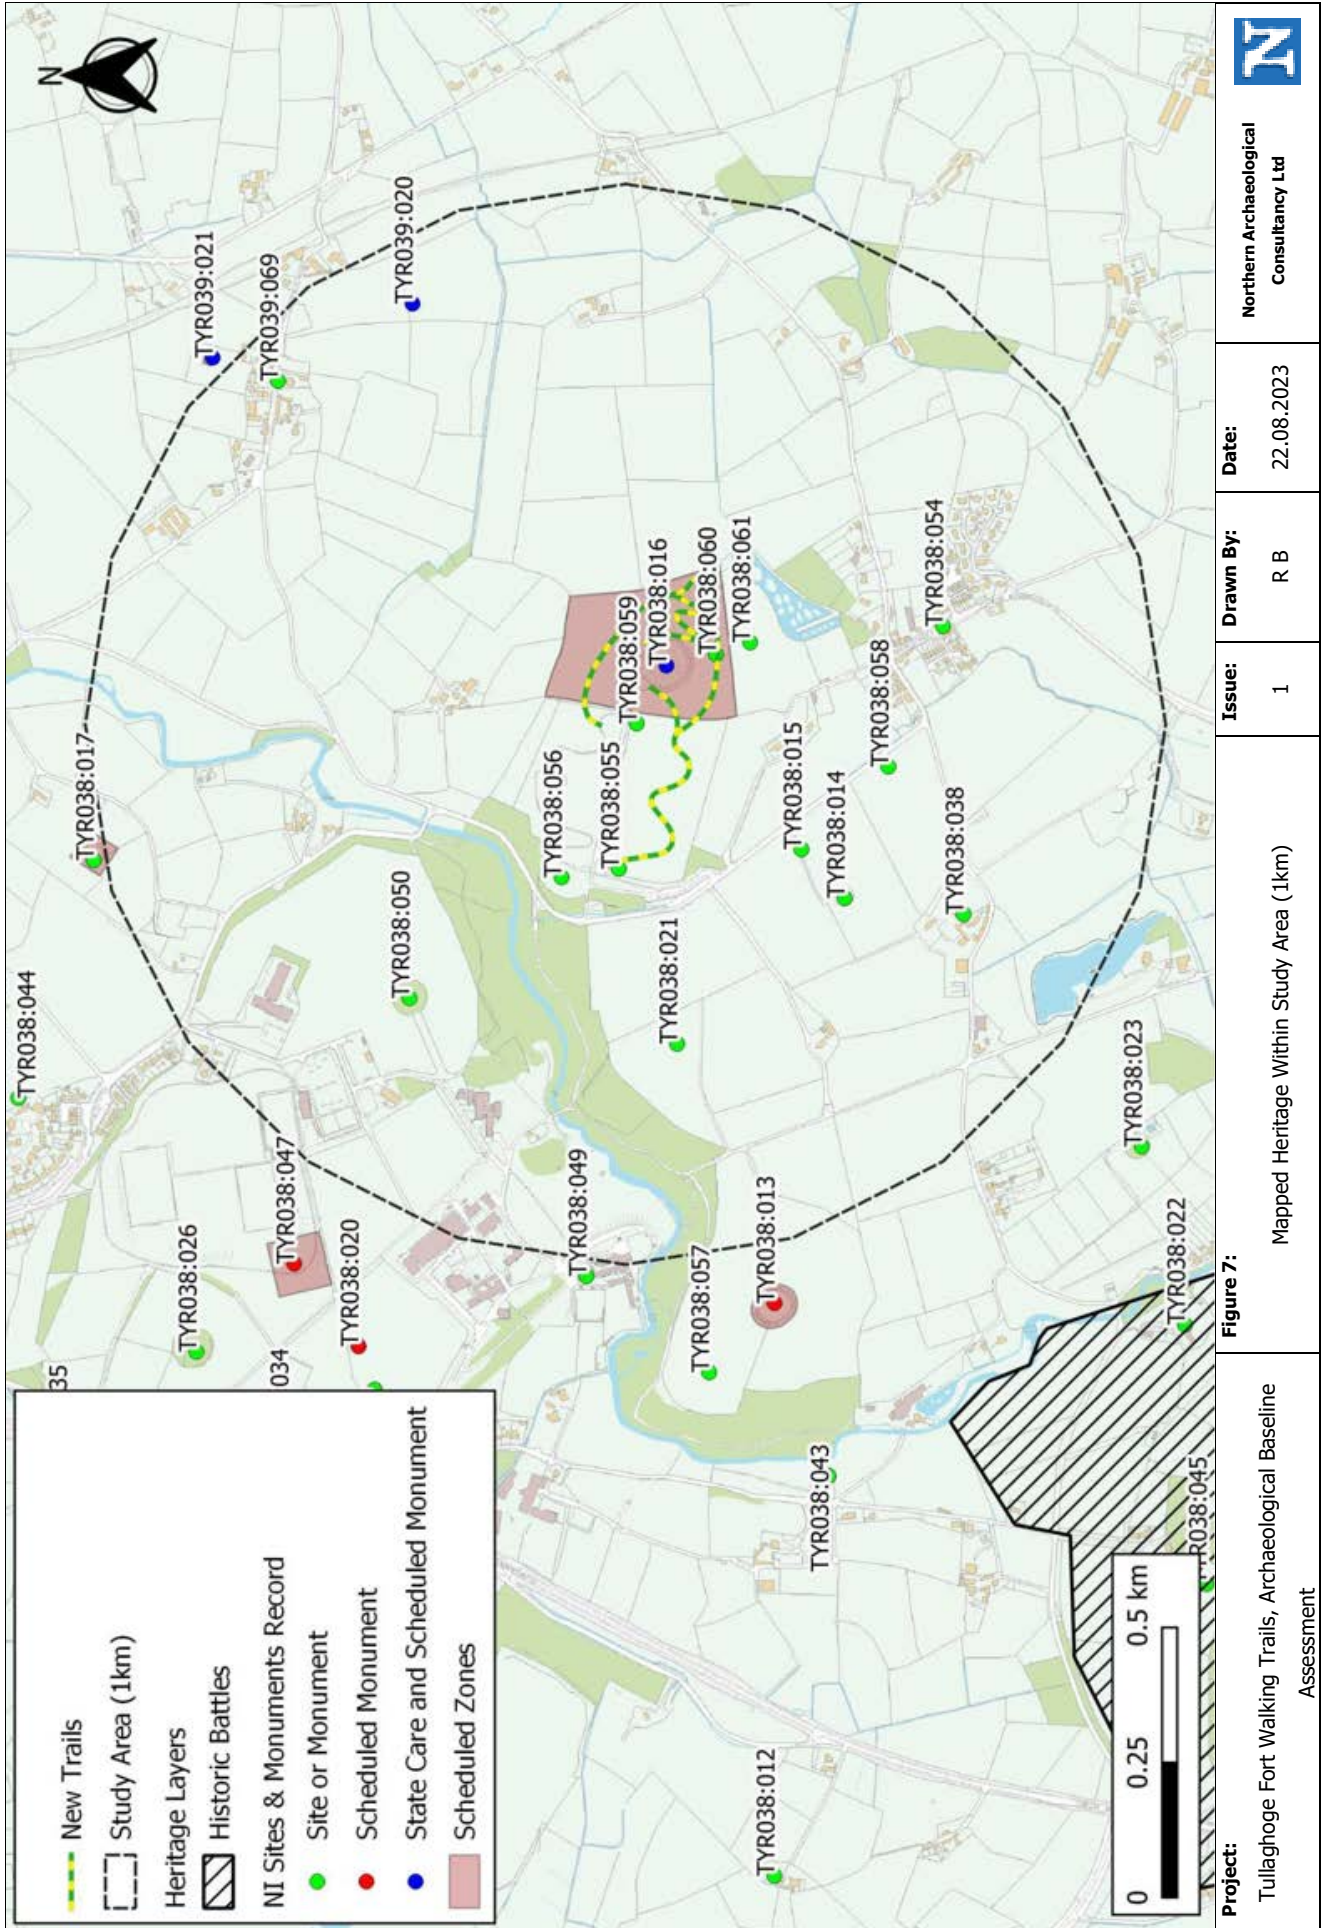 N
New Trails
Study Area (1km)
Heritage Layers
Historic Battles
NI Sites & Monuments Record
Site or Monument
Scheduled Monument
State Care and Scheduled Monument
Scheduled Zones
35
034
TYR038:044
TYR038:017
TYR039:021
TYR039:069
TYR039:020
TYR038:026
TYR038:047
TYR038:020
TYR038:050
TYR038:049
TYR038:056
TYR038:055
TYR038:059
TYR038:016
TYR038:060
TYR038:061
TYR038:021
TYR038:057
TYR038:013
TYR038:015
TYR038:014
TYR038:058
TYR038:054
TYR038:038
TYR038:043
TYR038:012
TYR038:023
TYR038:022
R038:045
0 0.25 0.5 km
Project:
Tullaghoge Fort Walking Trails, Archaeological Baseline
Assessment
Figure 7:
Mapped Heritage Within Study Area (1km)
Issue:
1
Drawn By:
R B
Date:
22.08.2023
Northern Archaeological
Consultancy Ltd
N